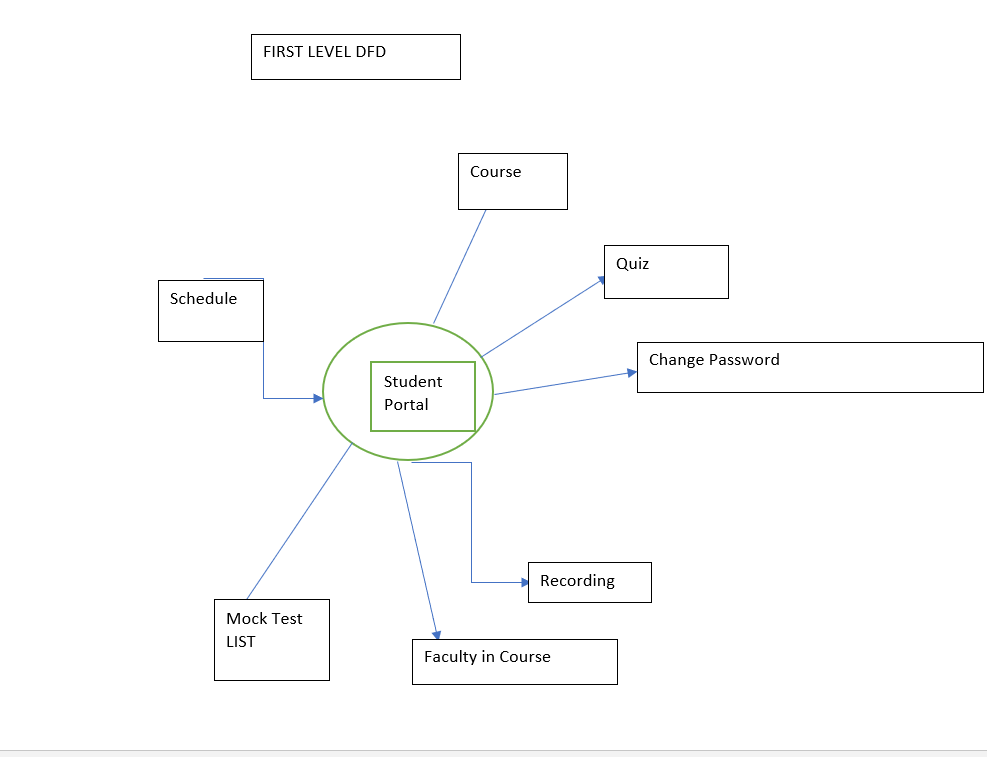 FIRST LEVEL DFD
Course
Quiz
Schedule
Change Password
Student
Portal
Recording
Mock Test
LIST
Faculty in Course